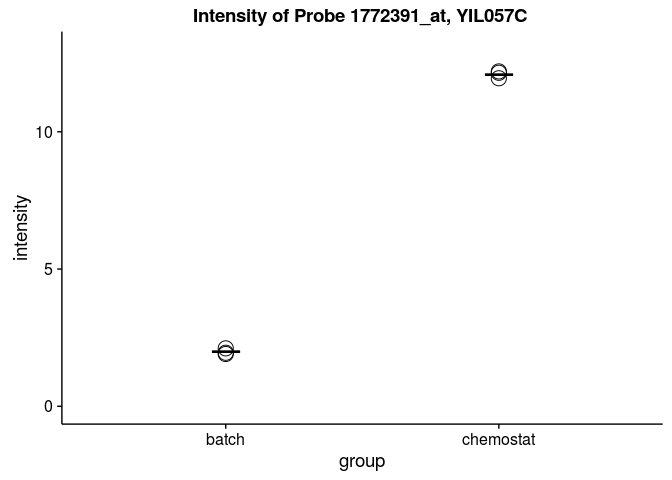 Intensity of Probe 1772391_at, YIL057C
10
5
0
intensity
batch
chemostat
group